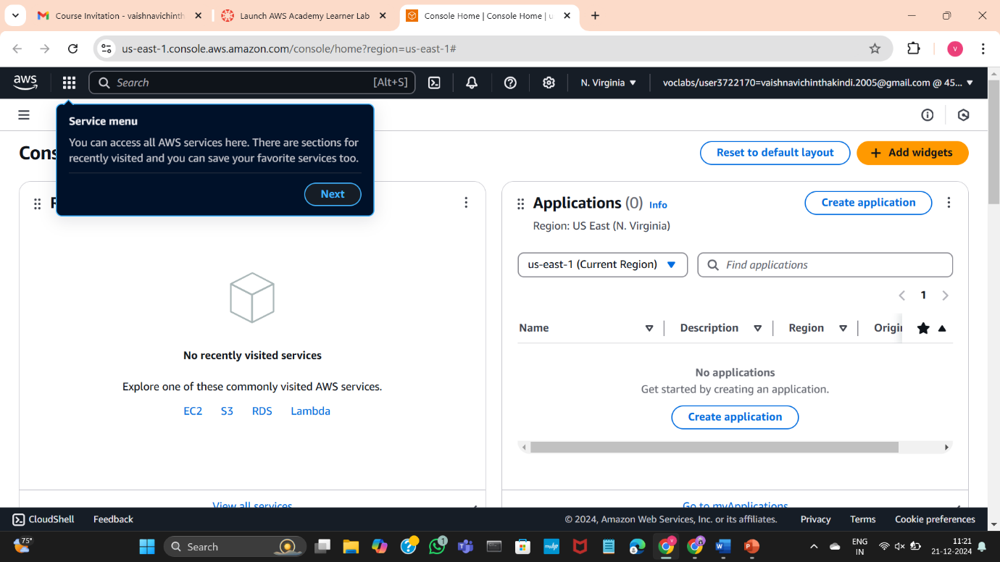 Course Invitation - vaishnavichinth
Launch AWS Academy Learner Lab
Console Home | Console Home | u
us-east-1.console.aws.amazon.com/console/home?region=us-east-1#
V
aws
Search
[Alt+S]
N. Virginia
voclabs/user3722170=vaishnavichinthakindi.2005@gmail.com @ 45...
Service menu
You can access all AWS services here. There are sections for
recently visited and you can save your favorite services too.
Next
Cons
Reset to default layout
+ Add widgets
R
No recently visited services
Explore one of these commonly visited AWS services.
EC2 S3 RDS Lambda
View all services
Applications (0) Info
Create application
Region: US East (N. Virginia)
us-east-1 (Current Region)
Find applications
1
Name Description Region Origin
No applications
Get started by creating an application.
Create application
Go to myApplications
CloudShell Feedback
© 2024, Amazon Web Services, Inc. or its affiliates. Privacy Terms Cookie preferences
75°
Search
1
ENG
IN
11:21
21-12-2024